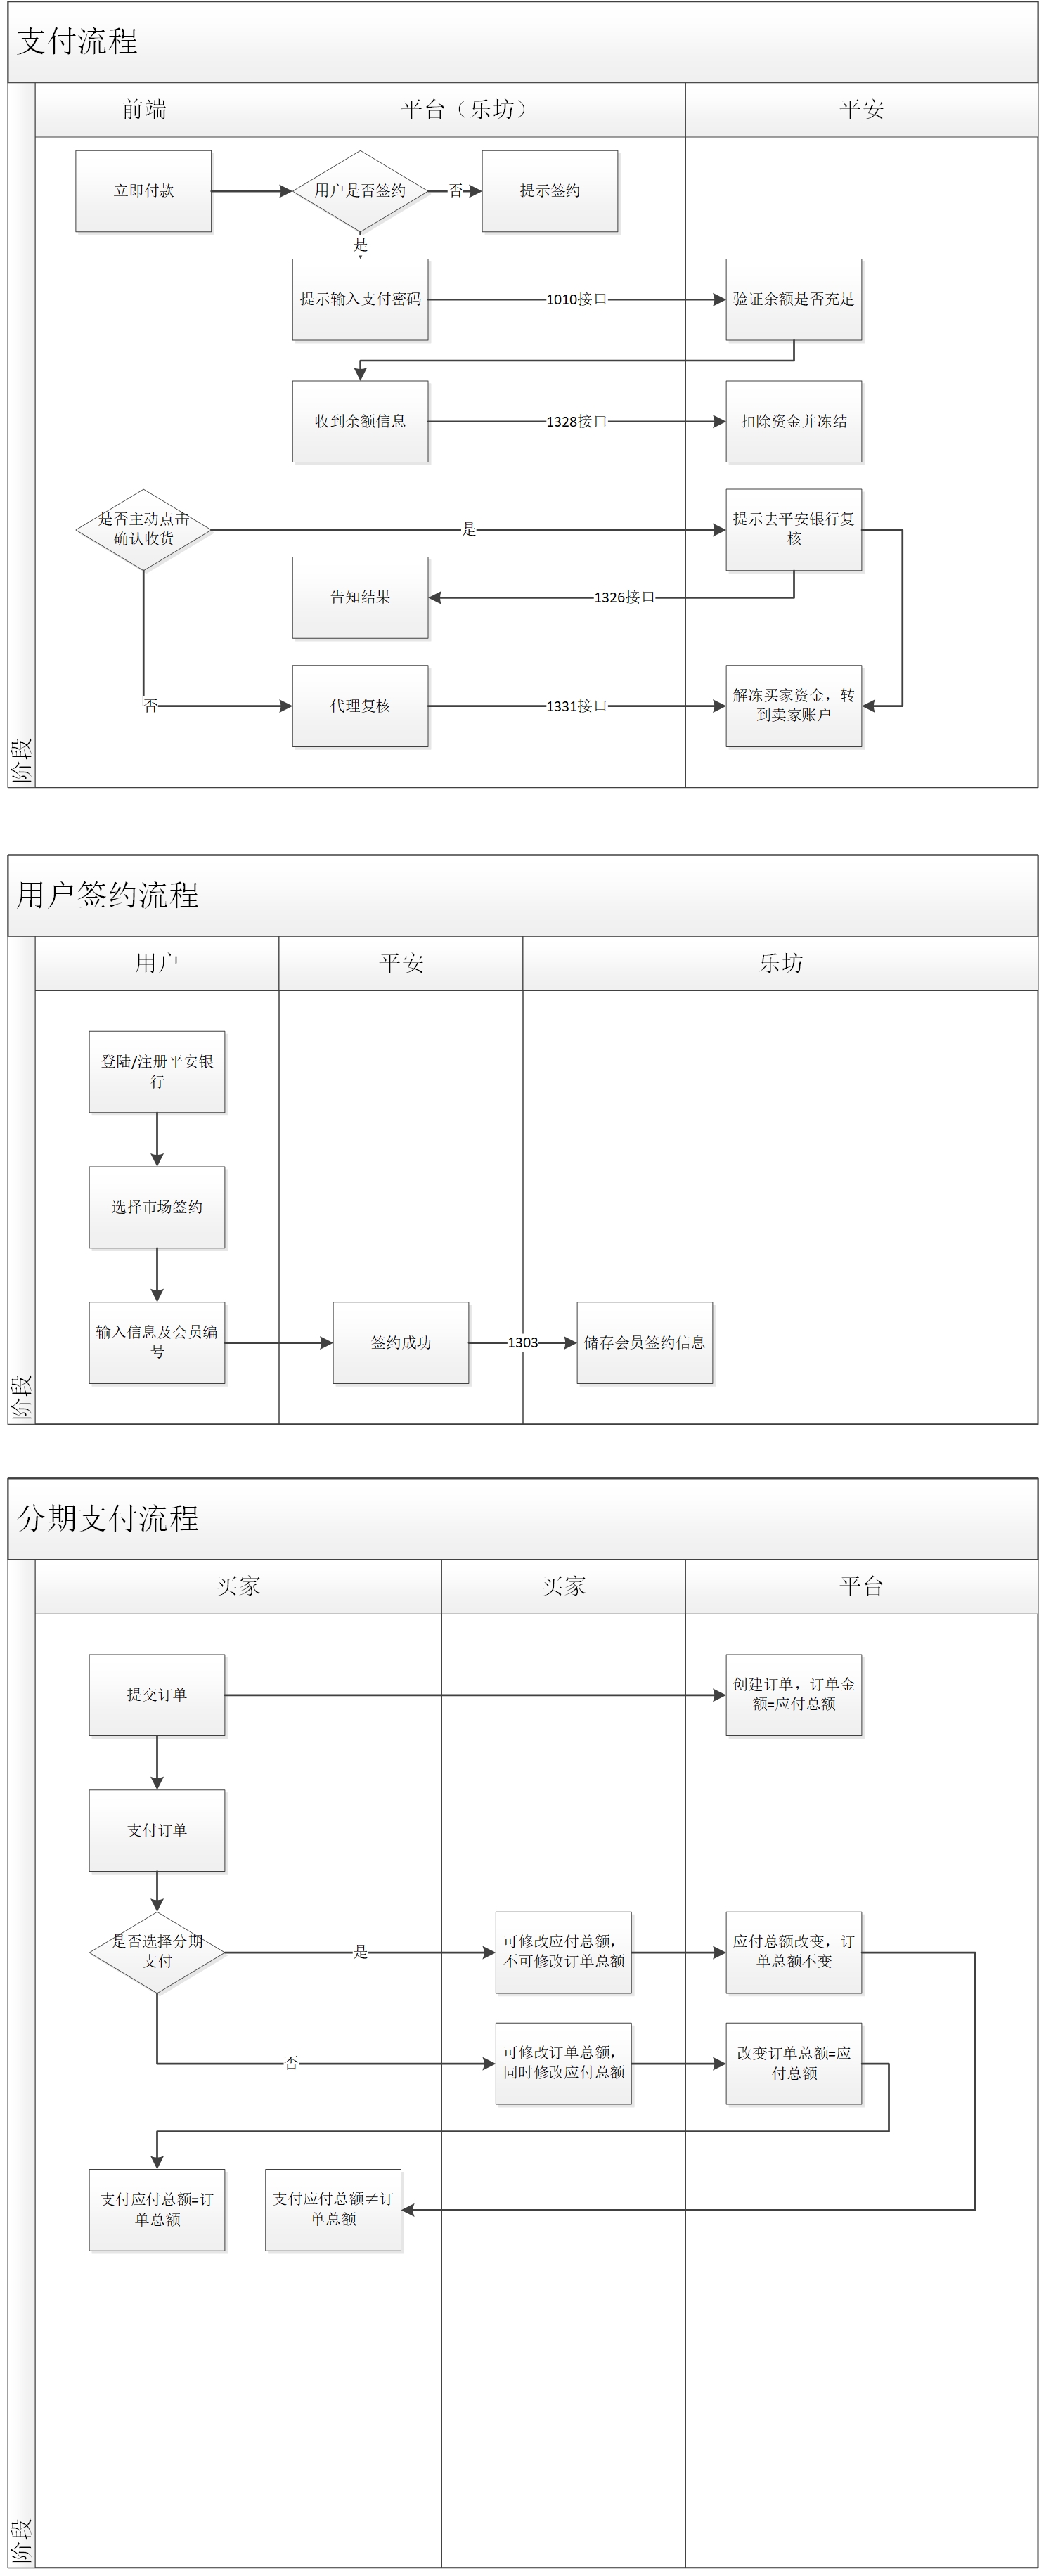 支付流程
前端
平台（乐坊）
平安
立即付款
用户是否签约
否
提示签约
是
提示输入支付密码
1010接口
验证余额是否充足
收到余额信息
1328接口
扣除资金并冻结
是否主动点击
确认收货
是
提示去平安银行复
核
告知结果
1326接口
否
代理复核
1331接口
解冻买家资金，转
到卖家账户
阶段
用户签约流程
用户
平安
乐坊
登陆/注册平安银
行
选择市场签约
输入信息及会员编
号
签约成功
1303
储存会员签约信息
阶段
分期支付流程
买家
买家
平台
提交订单
创建订单，订单金
额=应付总额
支付订单
是否选择分期
支付
是
可修改应付总额，
不可修改订单总额
应付总额改变，订
单总额不变
否
可修改订单总额，
同时修改应付总额
改变订单总额=应
付总额
支付应付总额=订
单总额
支付应付总额≠订
单总额
阶段